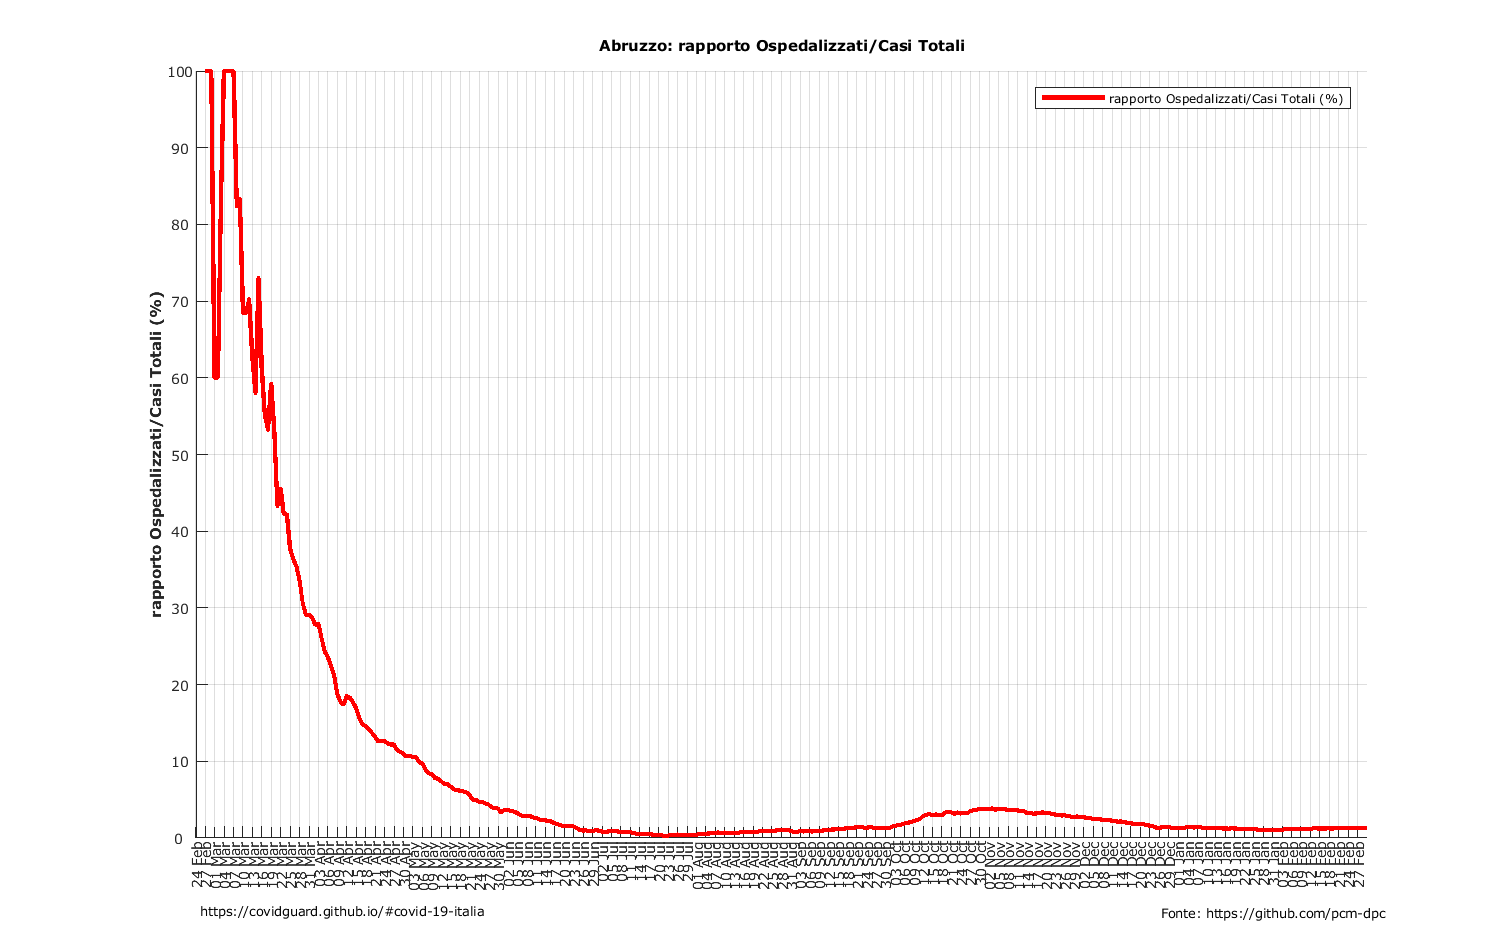 Abruzzo: rapporto Ospedalizzati/Casi Totali
rapporto Ospedalizzati/Casi Totali (%)
rapporto Ospedalizzati/Casi Totali (%)
100
90
80
70
60
50
40
30
20
10
0
24 Feb
27 Feb
01 Mar
04 Mar
07 Mar
10 Mar
13 Mar
16 Mar
19 Mar
22 Mar
25 Mar
28 Mar
31 Mar
03 Apr
06 Apr
09 Apr
12 Apr
15 Apr
18 Apr
21 Apr
24 Apr
27 Apr
30 Apr
03 May
06 May
09 May
12 May
15 May
18 May
21 May
24 May
27 May
30 May
02 Jun
05 Jun
08 Jun
11 Jun
14 Jun
17 Jun
20 Jun
23 Jun
26 Jun
29 Jun
02 Jul
05 Jul
08 Jul
11 Jul
14 Jul
17 Jul
20 Jul
23 Jul
26 Jul
29 Jul
01 Aug
04 Aug
07 Aug
10 Aug
13 Aug
16 Aug
19 Aug
22 Aug
25 Aug
28 Aug
31 Aug
03 Sep
06 Sep
09 Sep
12 Sep
15 Sep
18 Sep
21 Sep
24 Sep
27 Sep
30 Sep
03 Oct
06 Oct
09 Oct
12 Oct
15 Oct
18 Oct
21 Oct
24 Oct
27 Oct
30 Oct
02 Nov
05 Nov
08 Nov
11 Nov
14 Nov
17 Nov
20 Nov
23 Nov
26 Nov
29 Nov
02 Dec
05 Dec
08 Dec
11 Dec
14 Dec
17 Dec
20 Dec
23 Dec
26 Dec
29 Dec
01 Jan
04 Jan
07 Jan
10 Jan
13 Jan
16 Jan
19 Jan
22 Jan
25 Jan
28 Jan
31 Jan
03 Feb
06 Feb
09 Feb
12 Feb
15 Feb
18 Feb
21 Feb
24 Feb
27 Feb
https://covidguard.github.io/#covid-19-italia
Fonte: https://github.com/pcm-dpc